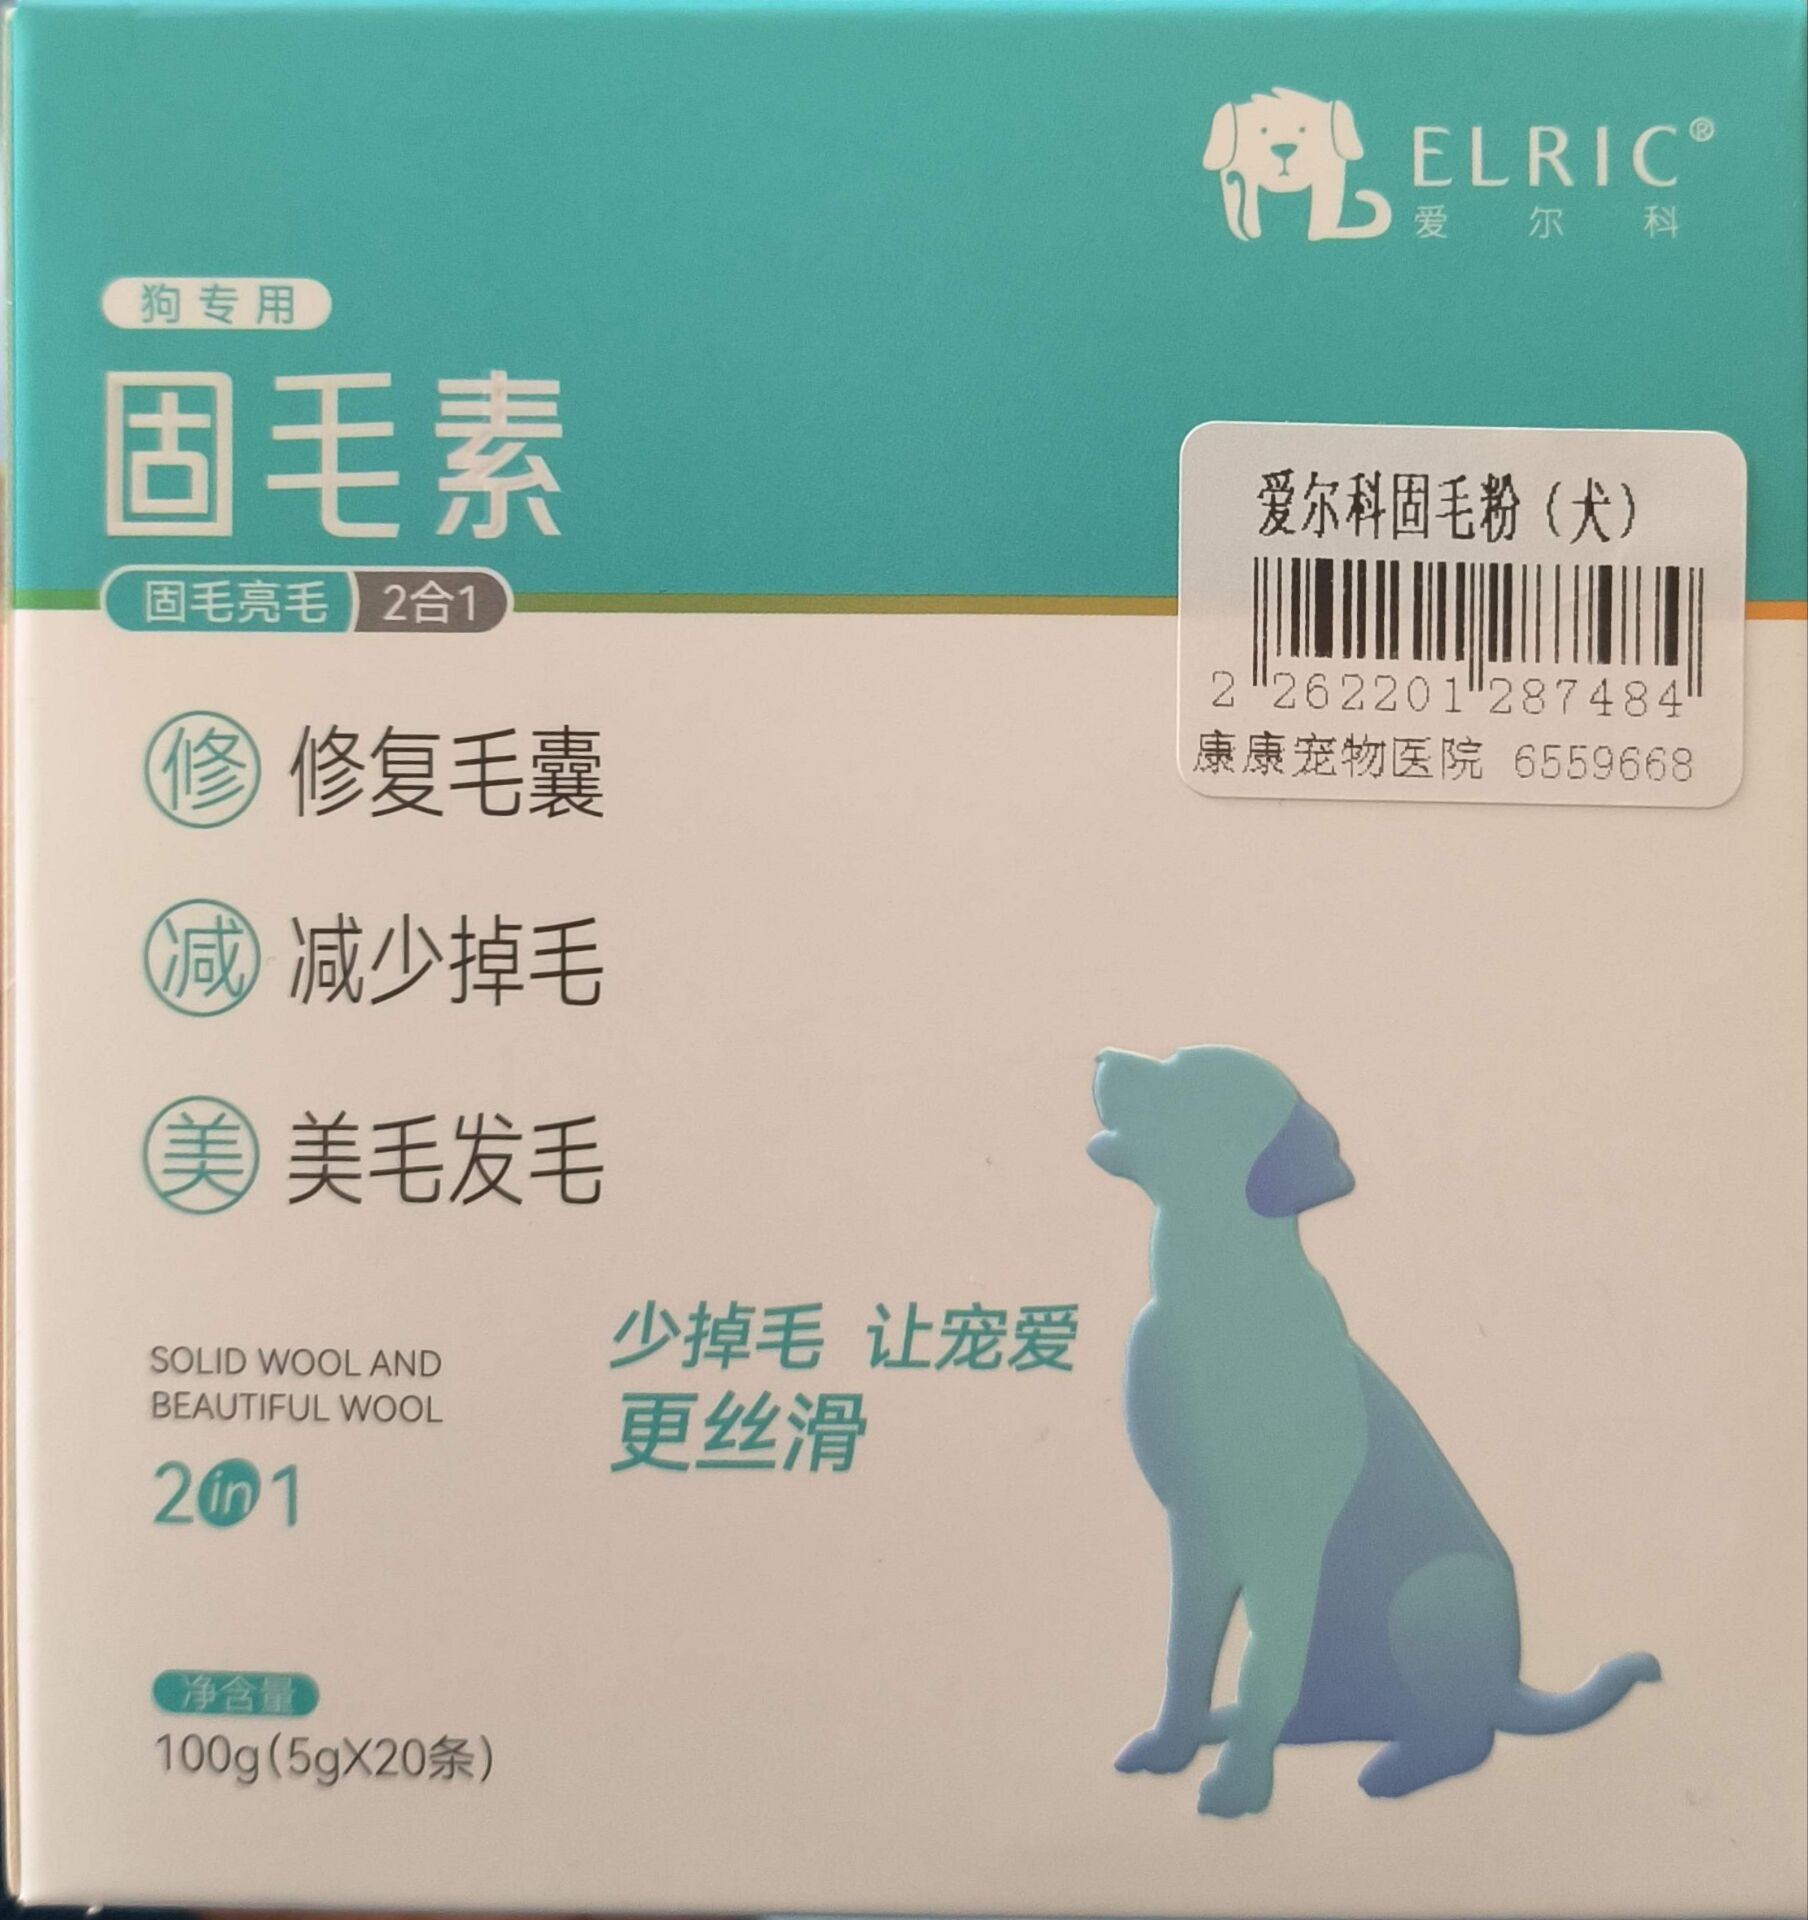 ELRIC®
爱尔科
狗专用
固毛素
固毛亮毛 2合1
爱尔科固毛粉（犬）
2 262201 287484
康康宠物医院 6559668
修 修复毛囊
减 减少掉毛
美 美毛发毛
少掉毛 让宠爱
更丝滑
SOLID WOOL AND
BEAUTIFUL WOOL
2in1
净含量
100g(5gX20条)